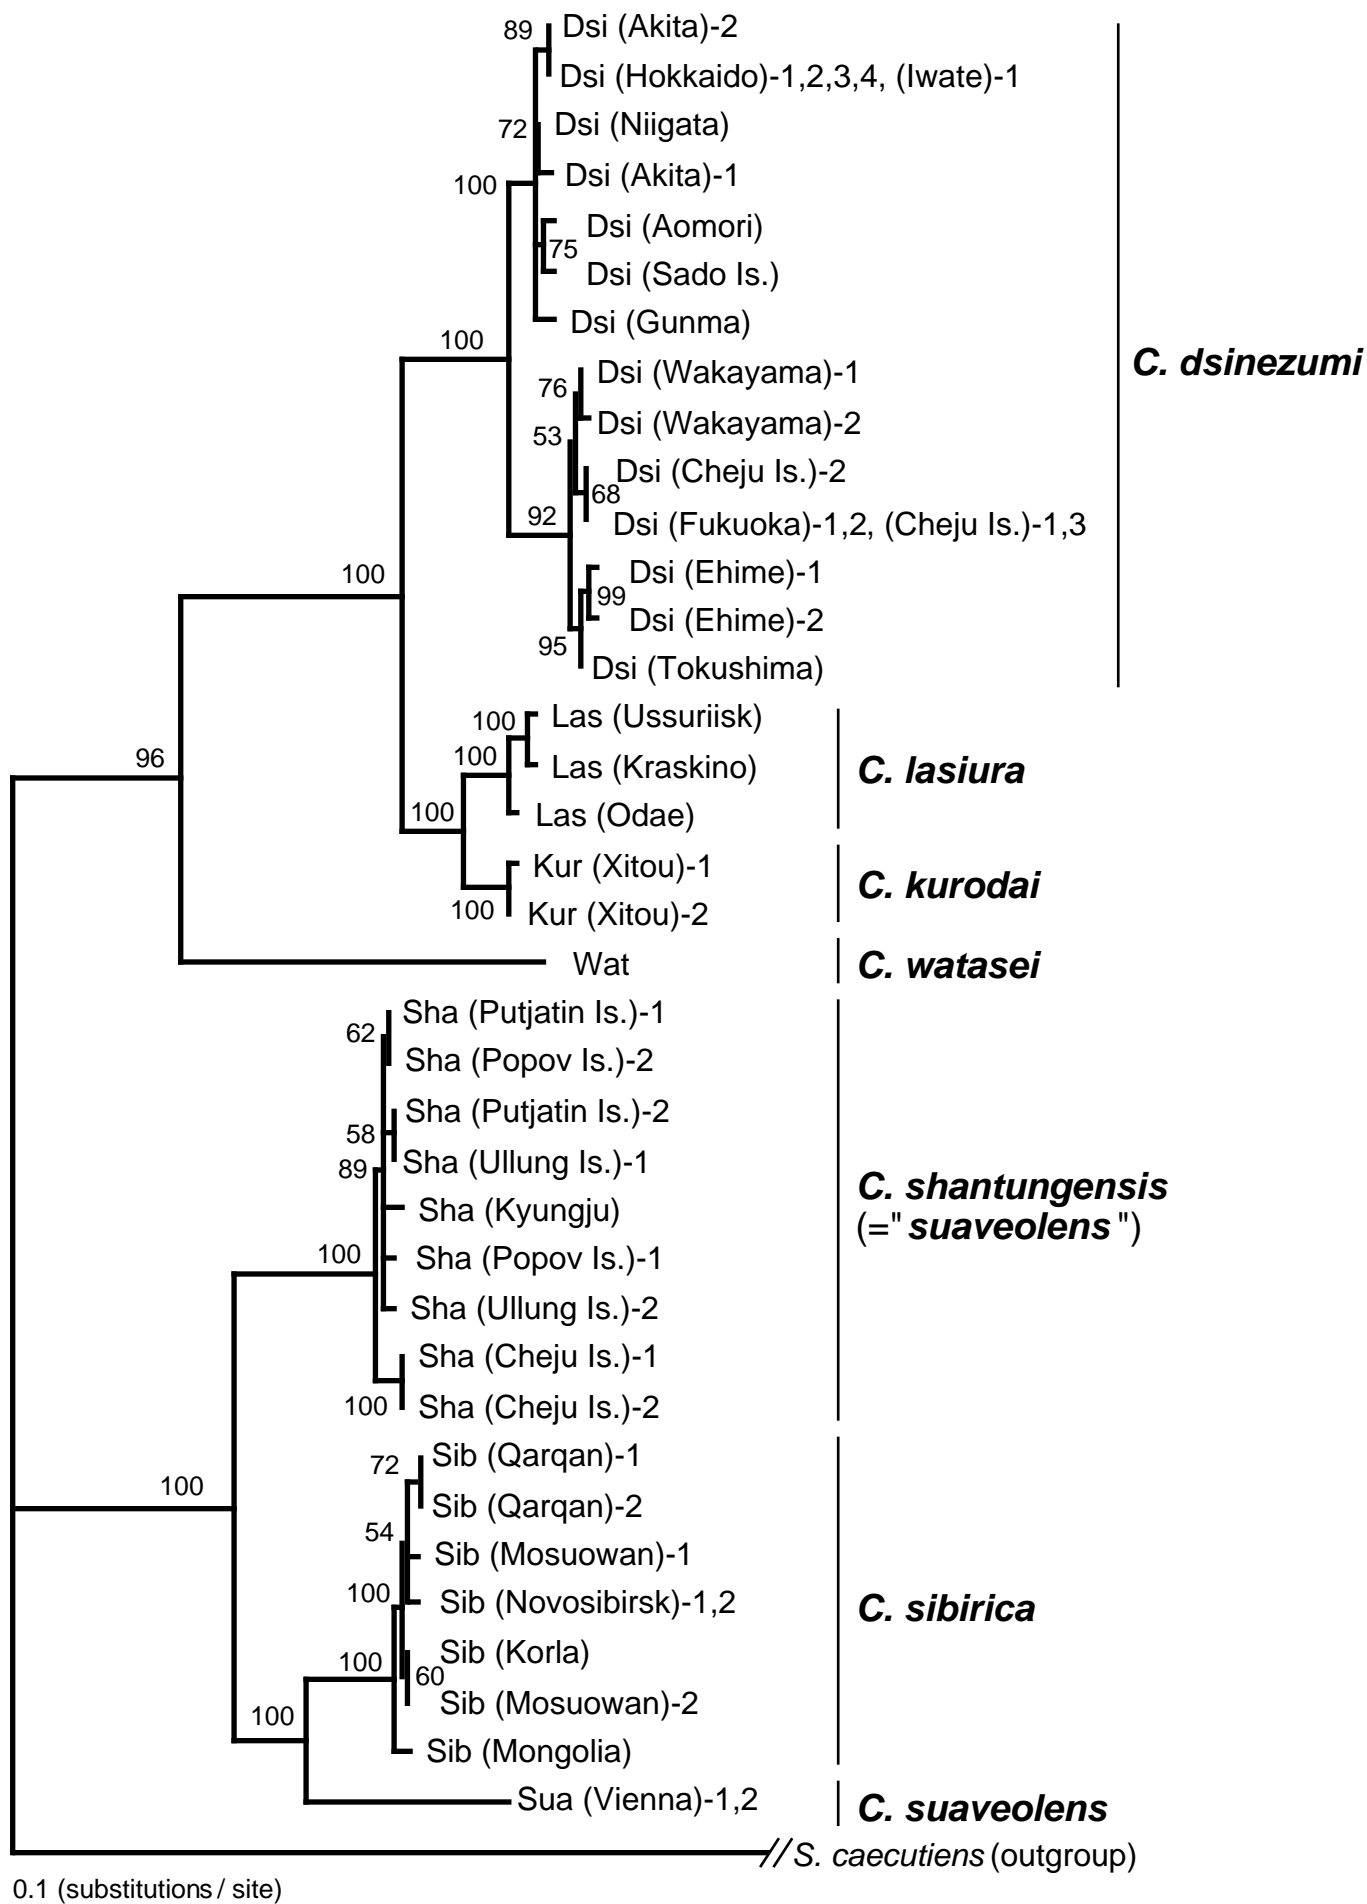 89
Dsi (Akita)-2
Dsi (Hokkaido)-1,2,3,4, (Iwate)-1
72
Dsi (Niigata)
100
Dsi (Akita)-1
Dsi (Aomori)
75
Dsi (Sado Is.)
Dsi (Gunma)
100
C. dsinezumi
76
Dsi (Wakayama)-1
53
Dsi (Wakayama)-2
Dsi (Cheju Is.)-2
68
92
Dsi (Fukuoka)-1,2, (Cheju Is.)-1,3
100
Dsi (Ehime)-1
99
Dsi (Ehime)-2
95
Dsi (Tokushima)
100
Las (Ussuriisk)
96
100
Las (Kraskino)
C. lasiura
100
Las (Odae)
Kur (Xitou)-1
C. kurodai
100
Kur (Xitou)-2
Wat
C. watasei
Sha (Putjatin Is.)-1
62
Sha (Popov Is.)-2
Sha (Putjatin Is.)-2
58
89
Sha (Ullung Is.)-1
C. shantungensis
(="suaveolens")
Sha (Kyungju)
100
Sha (Popov Is.)-1
Sha (Ullung Is.)-2
Sha (Cheju Is.)-1
100
Sha (Cheju Is.)-2
72
Sib (Qarqan)-1
100
Sib (Qarqan)-2
54
Sib (Mosuowan)-1
100
Sib (Novosibirsk)-1,2
C. sibirica
100
Sib (Korla)
60
Sib (Mosuowan)-2
100
Sib (Mongolia)
Sua (Vienna)-1,2
C. suaveolens
S. caecutiens (outgroup)
0.1 (substitutions / site)